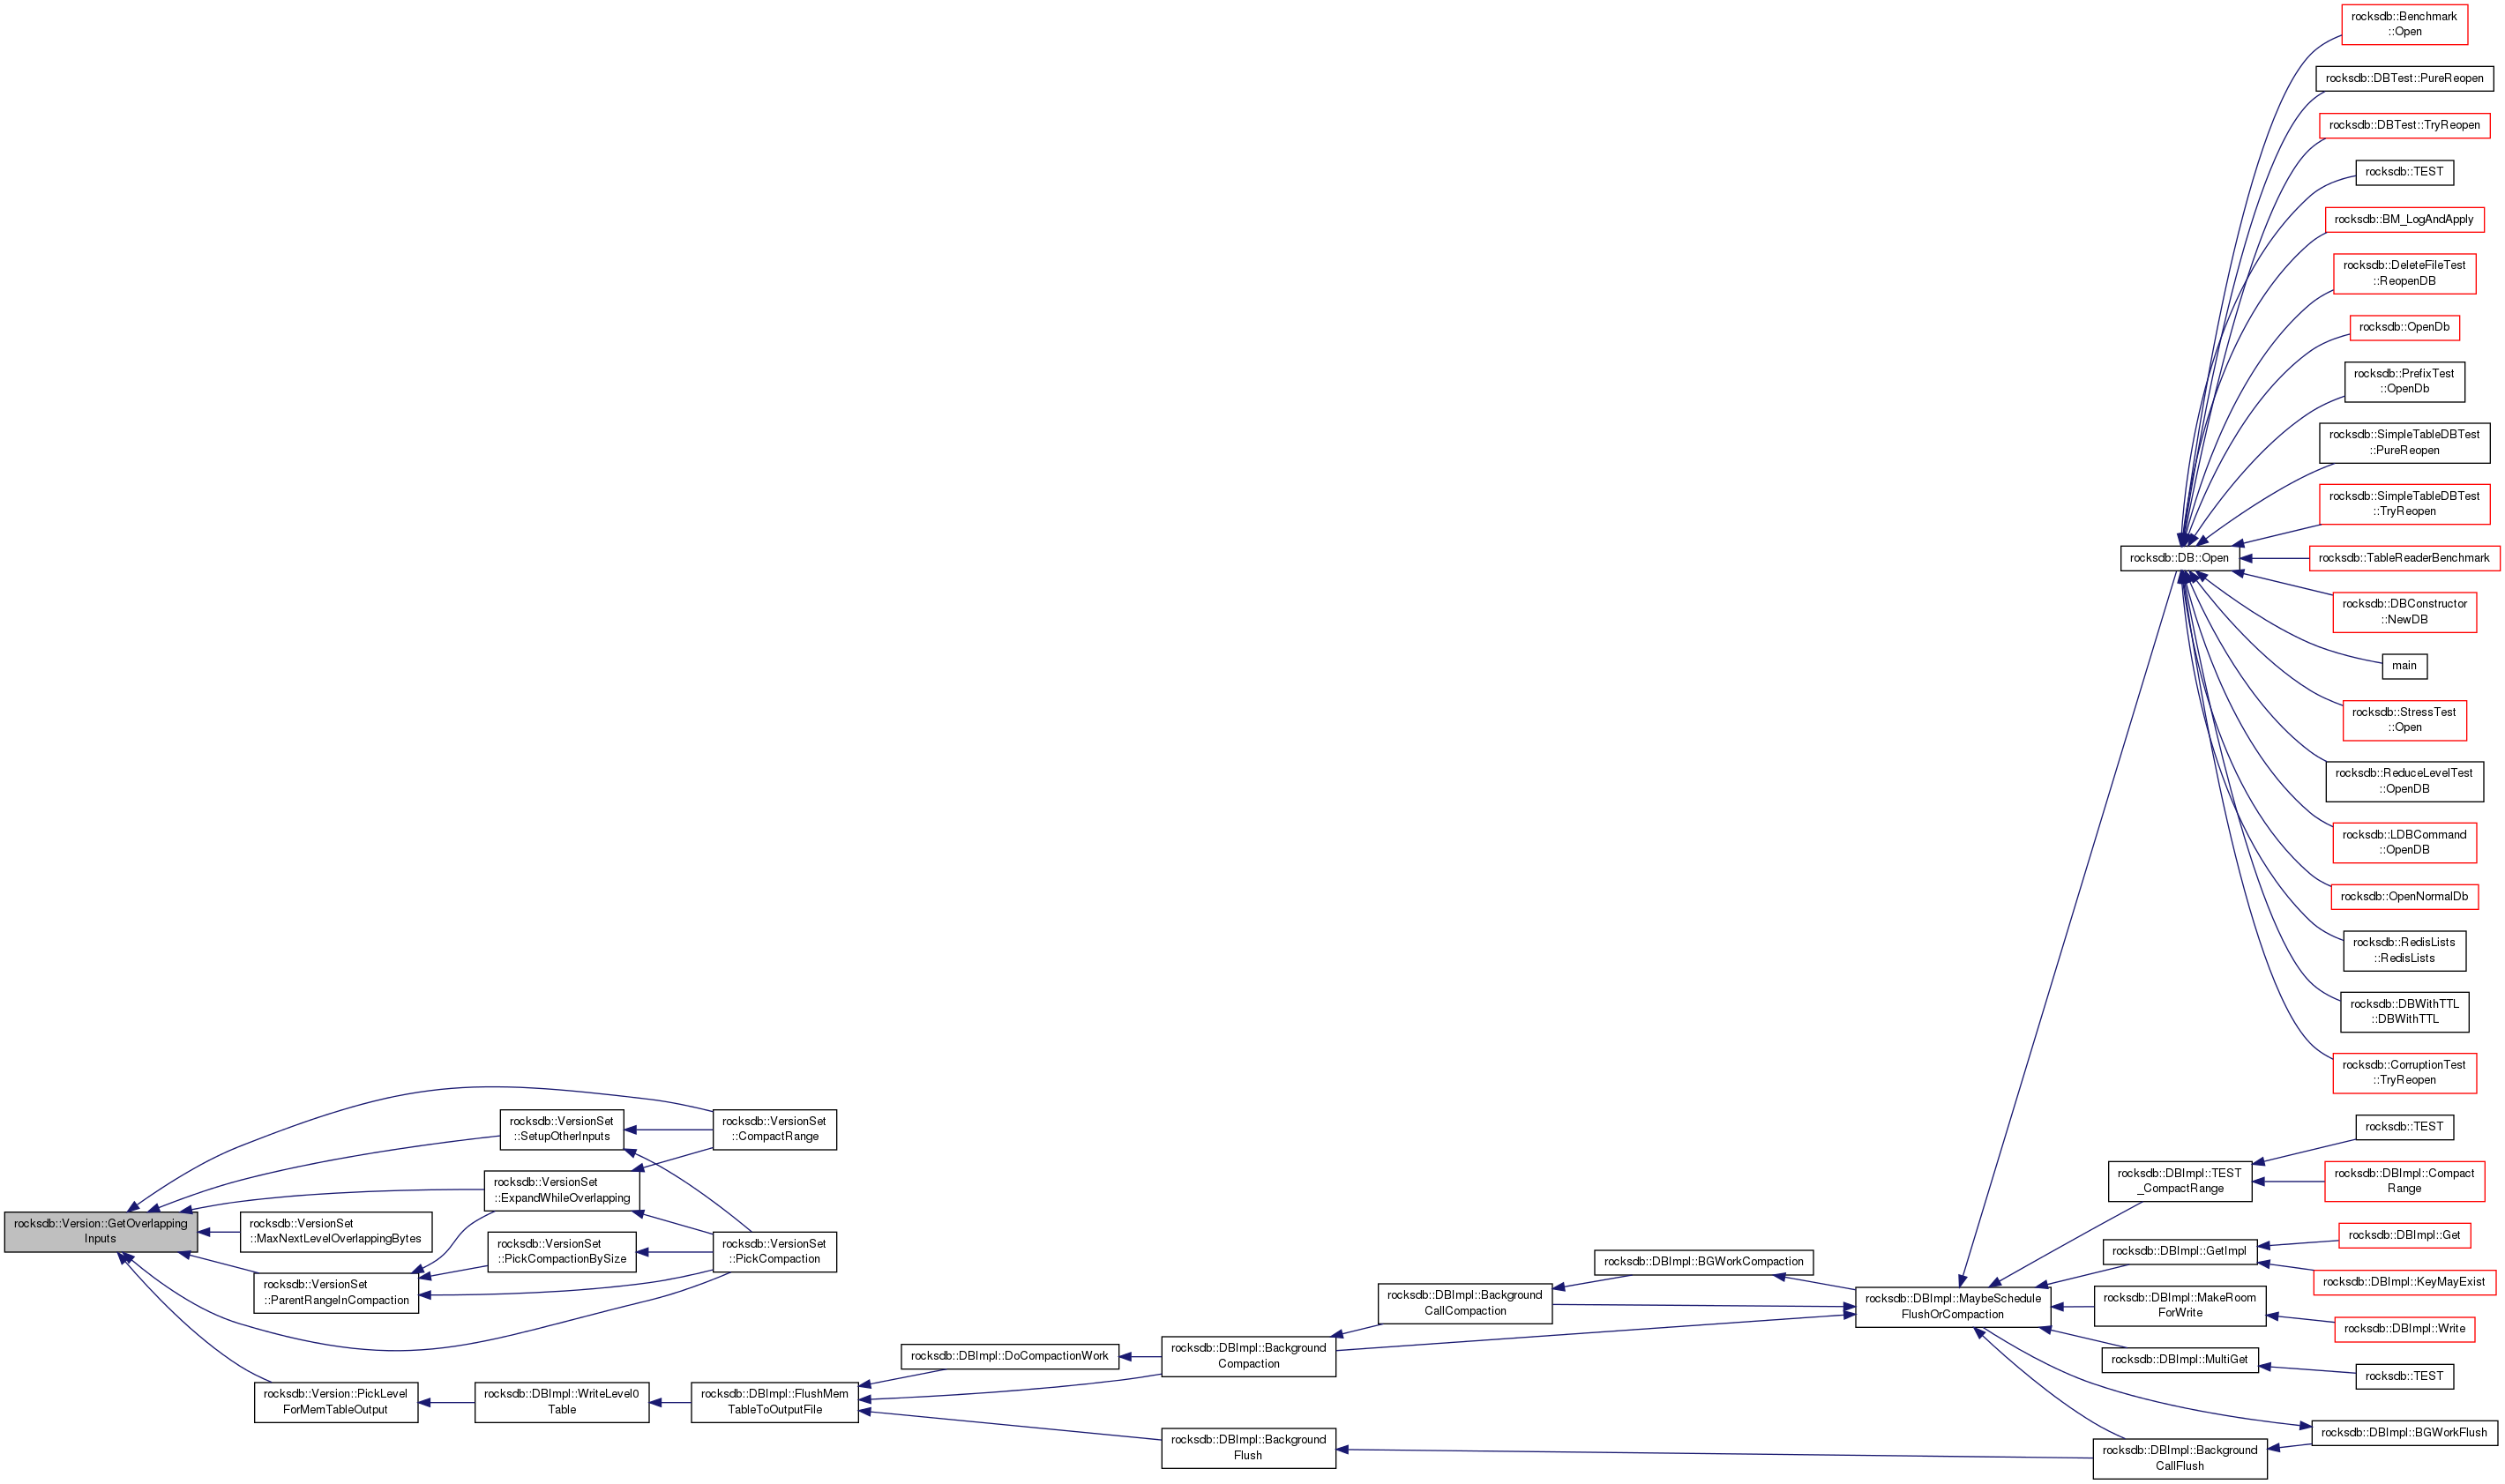 rocksdb::Benchmark
::Open
rocksdb::DBTest::PureReopen
rocksdb::DBTest::TryReopen
rocksdb::TEST
rocksdb::BM_LogAndApply
rocksdb::DeleteFileTest
::ReopenDB
rocksdb::OpenDb
rocksdb::PrefixTest
::OpenDb
rocksdb::SimpleTableDBTest
::PureReopen
rocksdb::SimpleTableDBTest
::TryReopen
rocksdb::DB::Open
rocksdb::TableReaderBenchmark
rocksdb::DBConstructor
::NewDB
main
rocksdb::StressTest
::Open
rocksdb::ReduceLevelTest
::OpenDB
rocksdb::LDBCommand
::OpenDB
rocksdb::OpenNormalDb
rocksdb::RedisLists
::RedisLists
rocksdb::DBWithTTL
::DBWithTTL
rocksdb::CorruptionTest
::TryReopen
rocksdb::VersionSet
::SetupOtherInputs
rocksdb::VersionSet
::CompactRange
rocksdb::TEST
rocksdb::VersionSet
::ExpandWhileOverlapping
rocksdb::DBImpl::TEST
_CompactRange
rocksdb::DBImpl::Compact
Range
rocksdb::Version::GetOverlapping
Inputs
rocksdb::VersionSet
::MaxNextLevelOverlappingBytes
rocksdb::VersionSet
::PickCompactionBySize
rocksdb::VersionSet
::PickCompaction
rocksdb::DBImpl::BGWorkCompaction
rocksdb::DBImpl::GetImpl
rocksdb::DBImpl::Get
rocksdb::DBImpl::KeyMayExist
rocksdb::VersionSet
::ParentRangeInCompaction
rocksdb::DBImpl::Background
CallCompaction
rocksdb::DBImpl::MaybeSchedule
FlushOrCompaction
rocksdb::DBImpl::MakeRoom
ForWrite
rocksdb::DBImpl::Write
rocksdb::DBImpl::DoCompactionWork
rocksdb::DBImpl::Background
Compaction
rocksdb::DBImpl::MultiGet
rocksdb::TEST
rocksdb::Version::PickLevel
ForMemTableOutput
rocksdb::DBImpl::WriteLevel0
Table
rocksdb::DBImpl::FlushMem
TableToOutputFile
rocksdb::DBImpl::Background
Flush
rocksdb::DBImpl::BGWorkFlush
rocksdb::DBImpl::Background
CallFlush